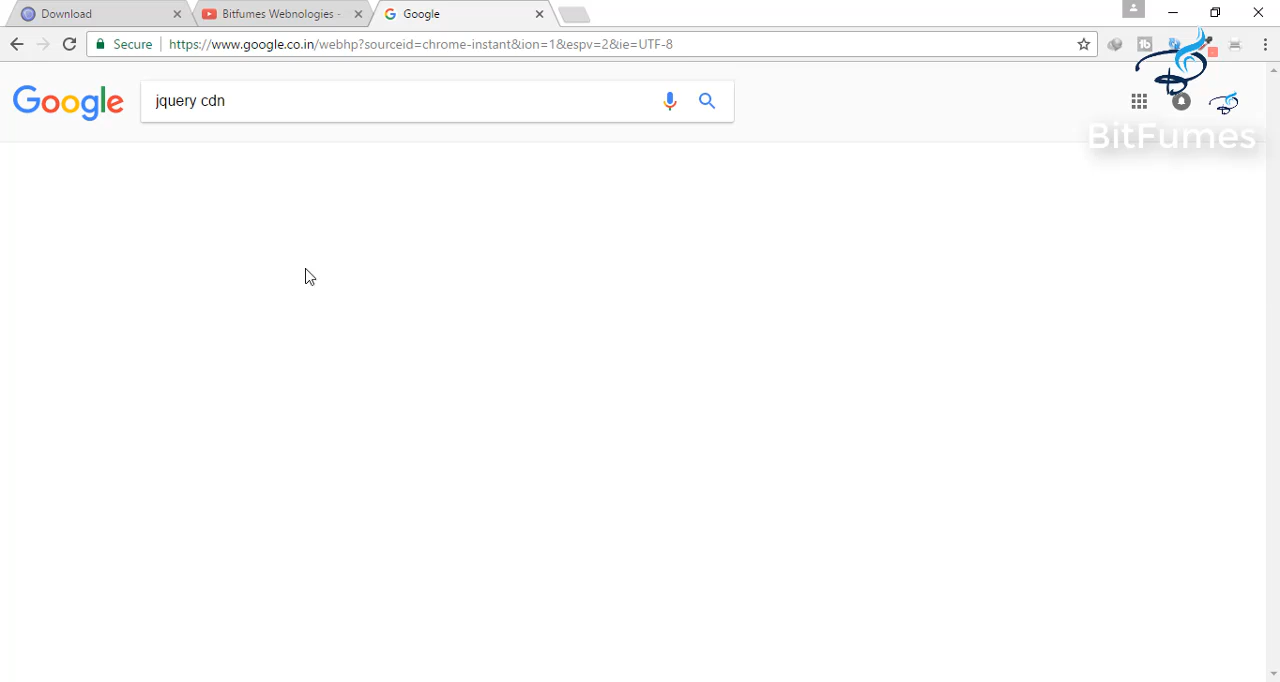 Download
Bitfumes Webnologies -
Google
Secure
https://www.google.co.in/webhp?sourceid=chrome-instant&ion=1&espv=2&ie=UTF-8
Google
jquery cdn
BitFumes